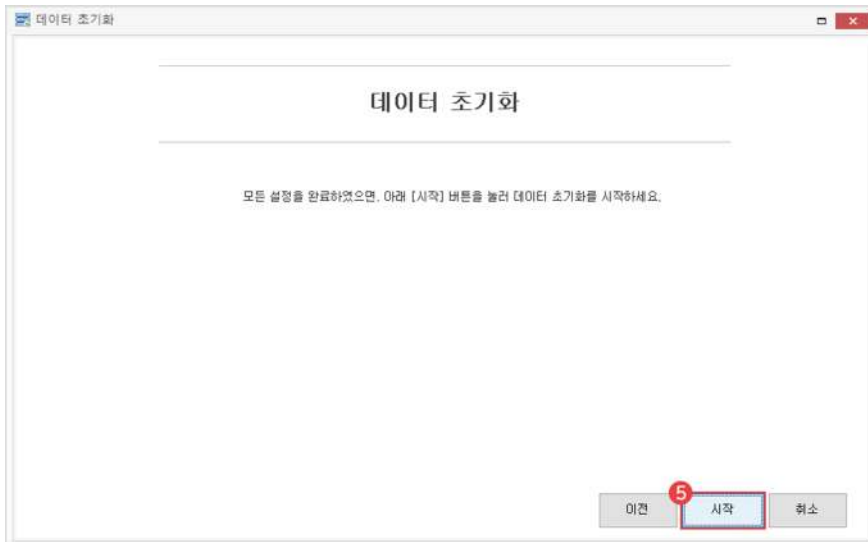 데이터 초기화
데이터 초기화
모든 설정을 완료하였으면, 아래 [시작] 버튼을 눌러 데이터 초기화를 시작하세요.
5
이전 시작 취소